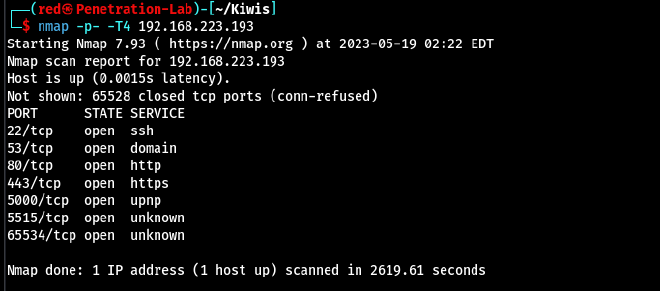 ┌──(red㉿Penetration-Lab)-[~/Kiwis]
└─$ nmap -p- -T4 192.168.223.193
Starting Nmap 7.93 ( https://nmap.org ) at 2023-05-19 02:22 EDT
Nmap scan report for 192.168.223.193
Host is up (0.0015s latency).
Not shown: 65528 closed tcp ports (conn-refused)
PORT      STATE SERVICE
22/tcp    open  ssh
53/tcp    open  domain
80/tcp    open  http
443/tcp   open  https
5000/tcp  open  upnp
5515/tcp  open  unknown
65534/tcp open  unknown
Nmap done: 1 IP address (1 host up) scanned in 2619.61 seconds